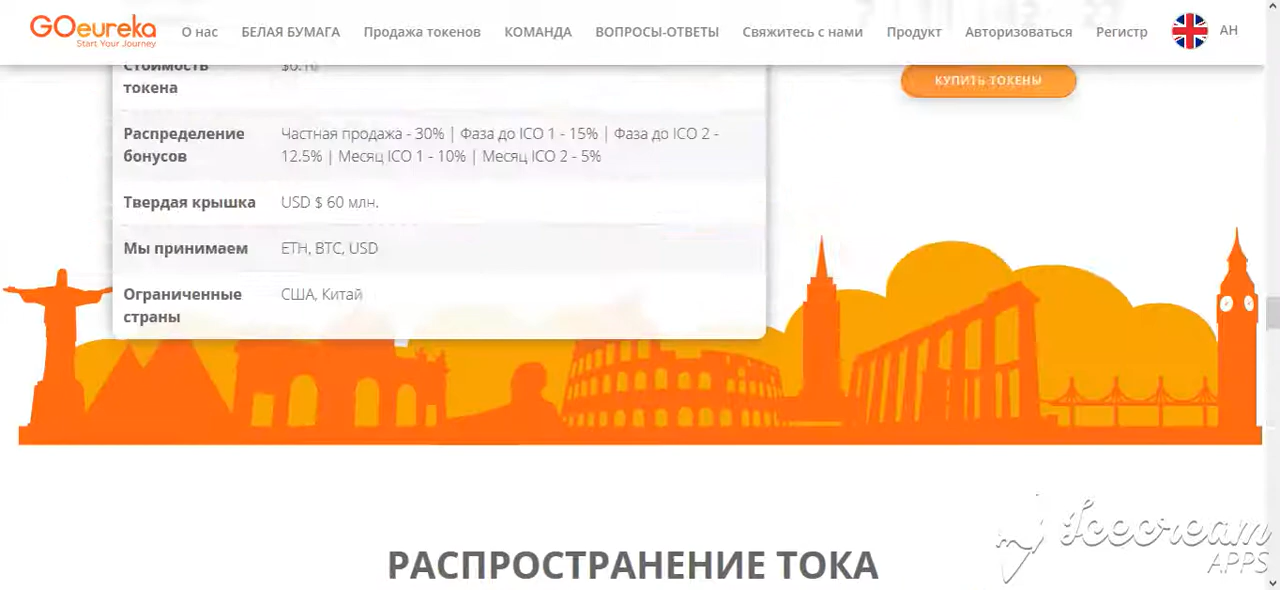 GOeureka
Start Your Journey
О нас БЕЛАЯ БУМАГА Продажа токенов КОМАНДА ВОПРОСЫ-ОТВЕТЫ Свяжитесь с нами Продукт Авторизоваться Регистр АН
Стоимость токена
КУПИТЬ ТОКЕНЫ
Распределение бонусов
Частная продажа - 30% | Фаза до ICO 1 - 15% | Фаза до ICO 2 -
12.5% | Месяц ICO 1 - 10% | Месяц ICO 2 - 5%
Твердая крышка USD $ 60 млн.
Мы принимаем ETH, BTC, USD
Ограниченные страны
США, Китай
РАСПРОСТРАНЕНИЕ ТОКА
Icecream
APPS